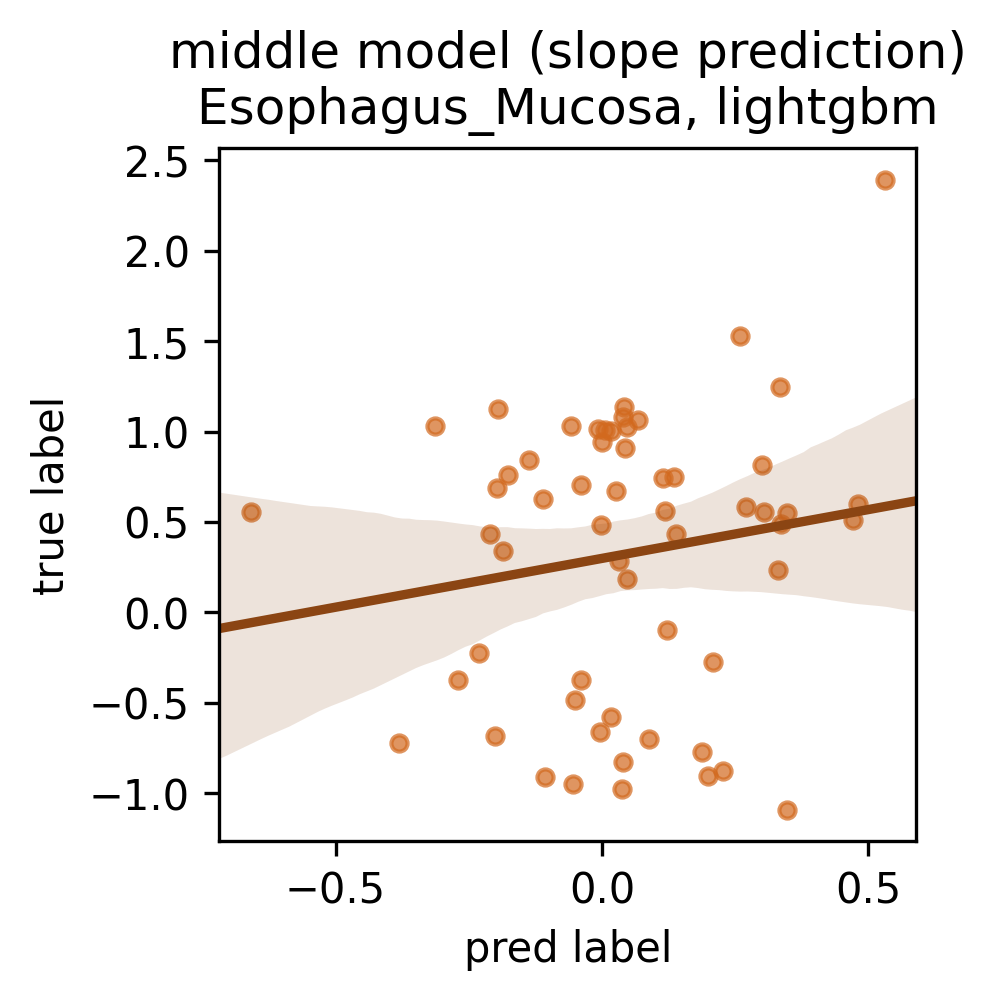 middle model (slope prediction)
Esophagus_Mucosa, lightgbm
2.5
2.0
1.5
1.0
0.5
0.0
−0.5
−1.0
true label
−0.5
0.0
0.5
pred label